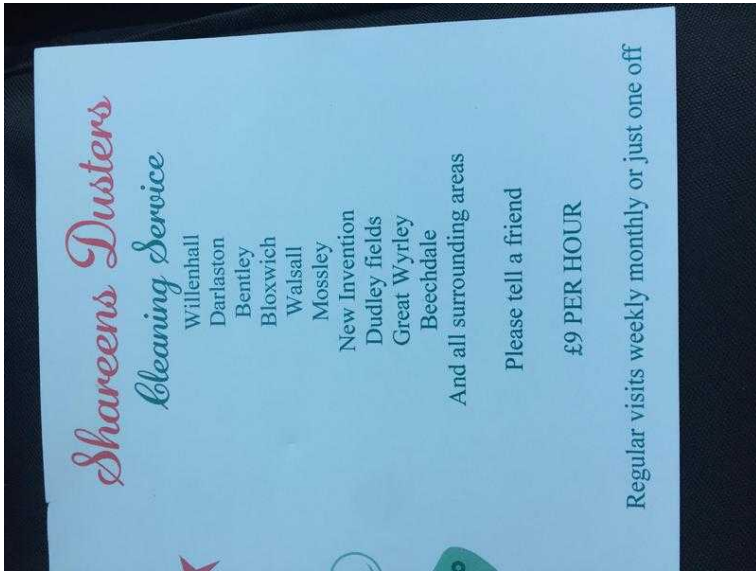 Shareens Dusters
Cleaning Service
Willenhall
Darlaston
Bentley
Bloxwich
Walsall
Mossley
New Invention
Dudley fields
Great Wyrley
Beechdale
And all surrounding areas
Please tell a friend
£9 PER HOUR
Regular visits weekly monthly or just one off